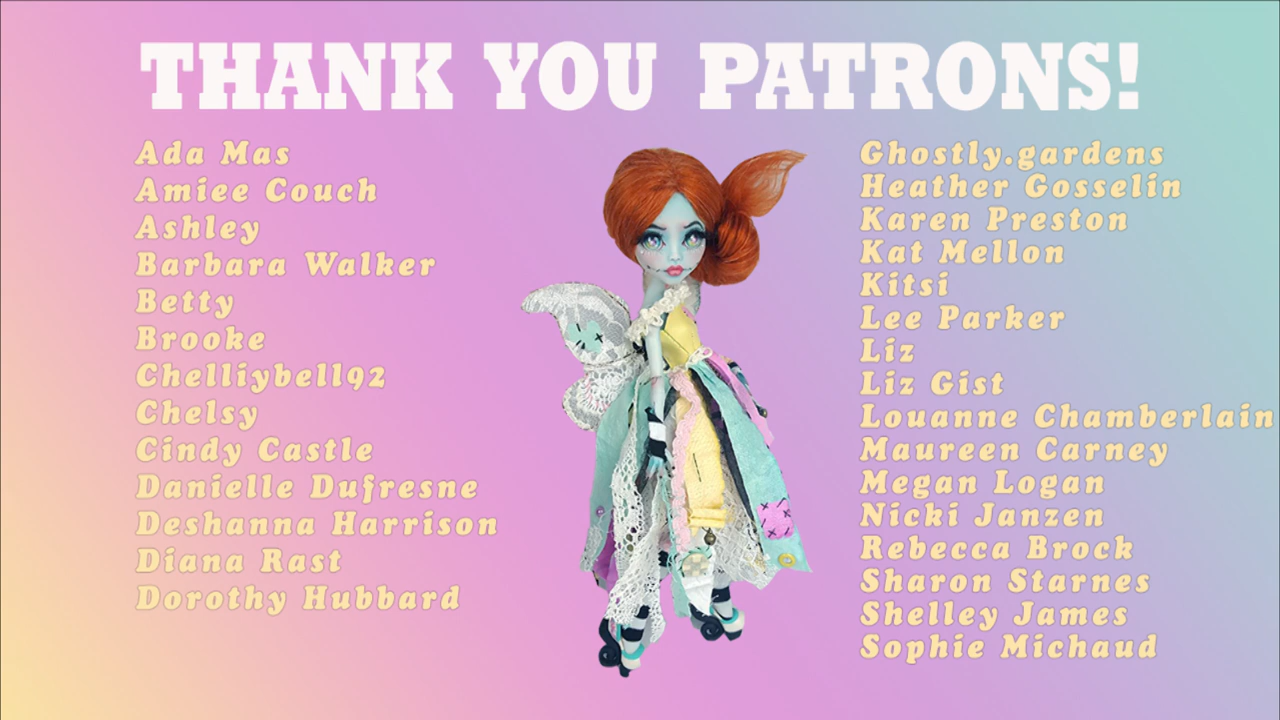 THANK YOU PATRONS!
Ada Mas
Amiee Couch
Ashley
Barbara Walker
Betty
Brooke
Chelliybell92
Chelsy
Cindy Castle
Danielle Dufresne
Deshanna Harrison
Diana Rast
Dorothy Hubbard
Ghostly.gardens
Heather Gosselin
Karen Preston
Kat Mellon
Kitsi
Lee Parker
Liz
Liz Gist
Louanne Chamberlain
Maureen Carney
Megan Logan
Nicki Janzen
Rebecca Brock
Sharon Starnes
Shelley James
Sophie Michaud